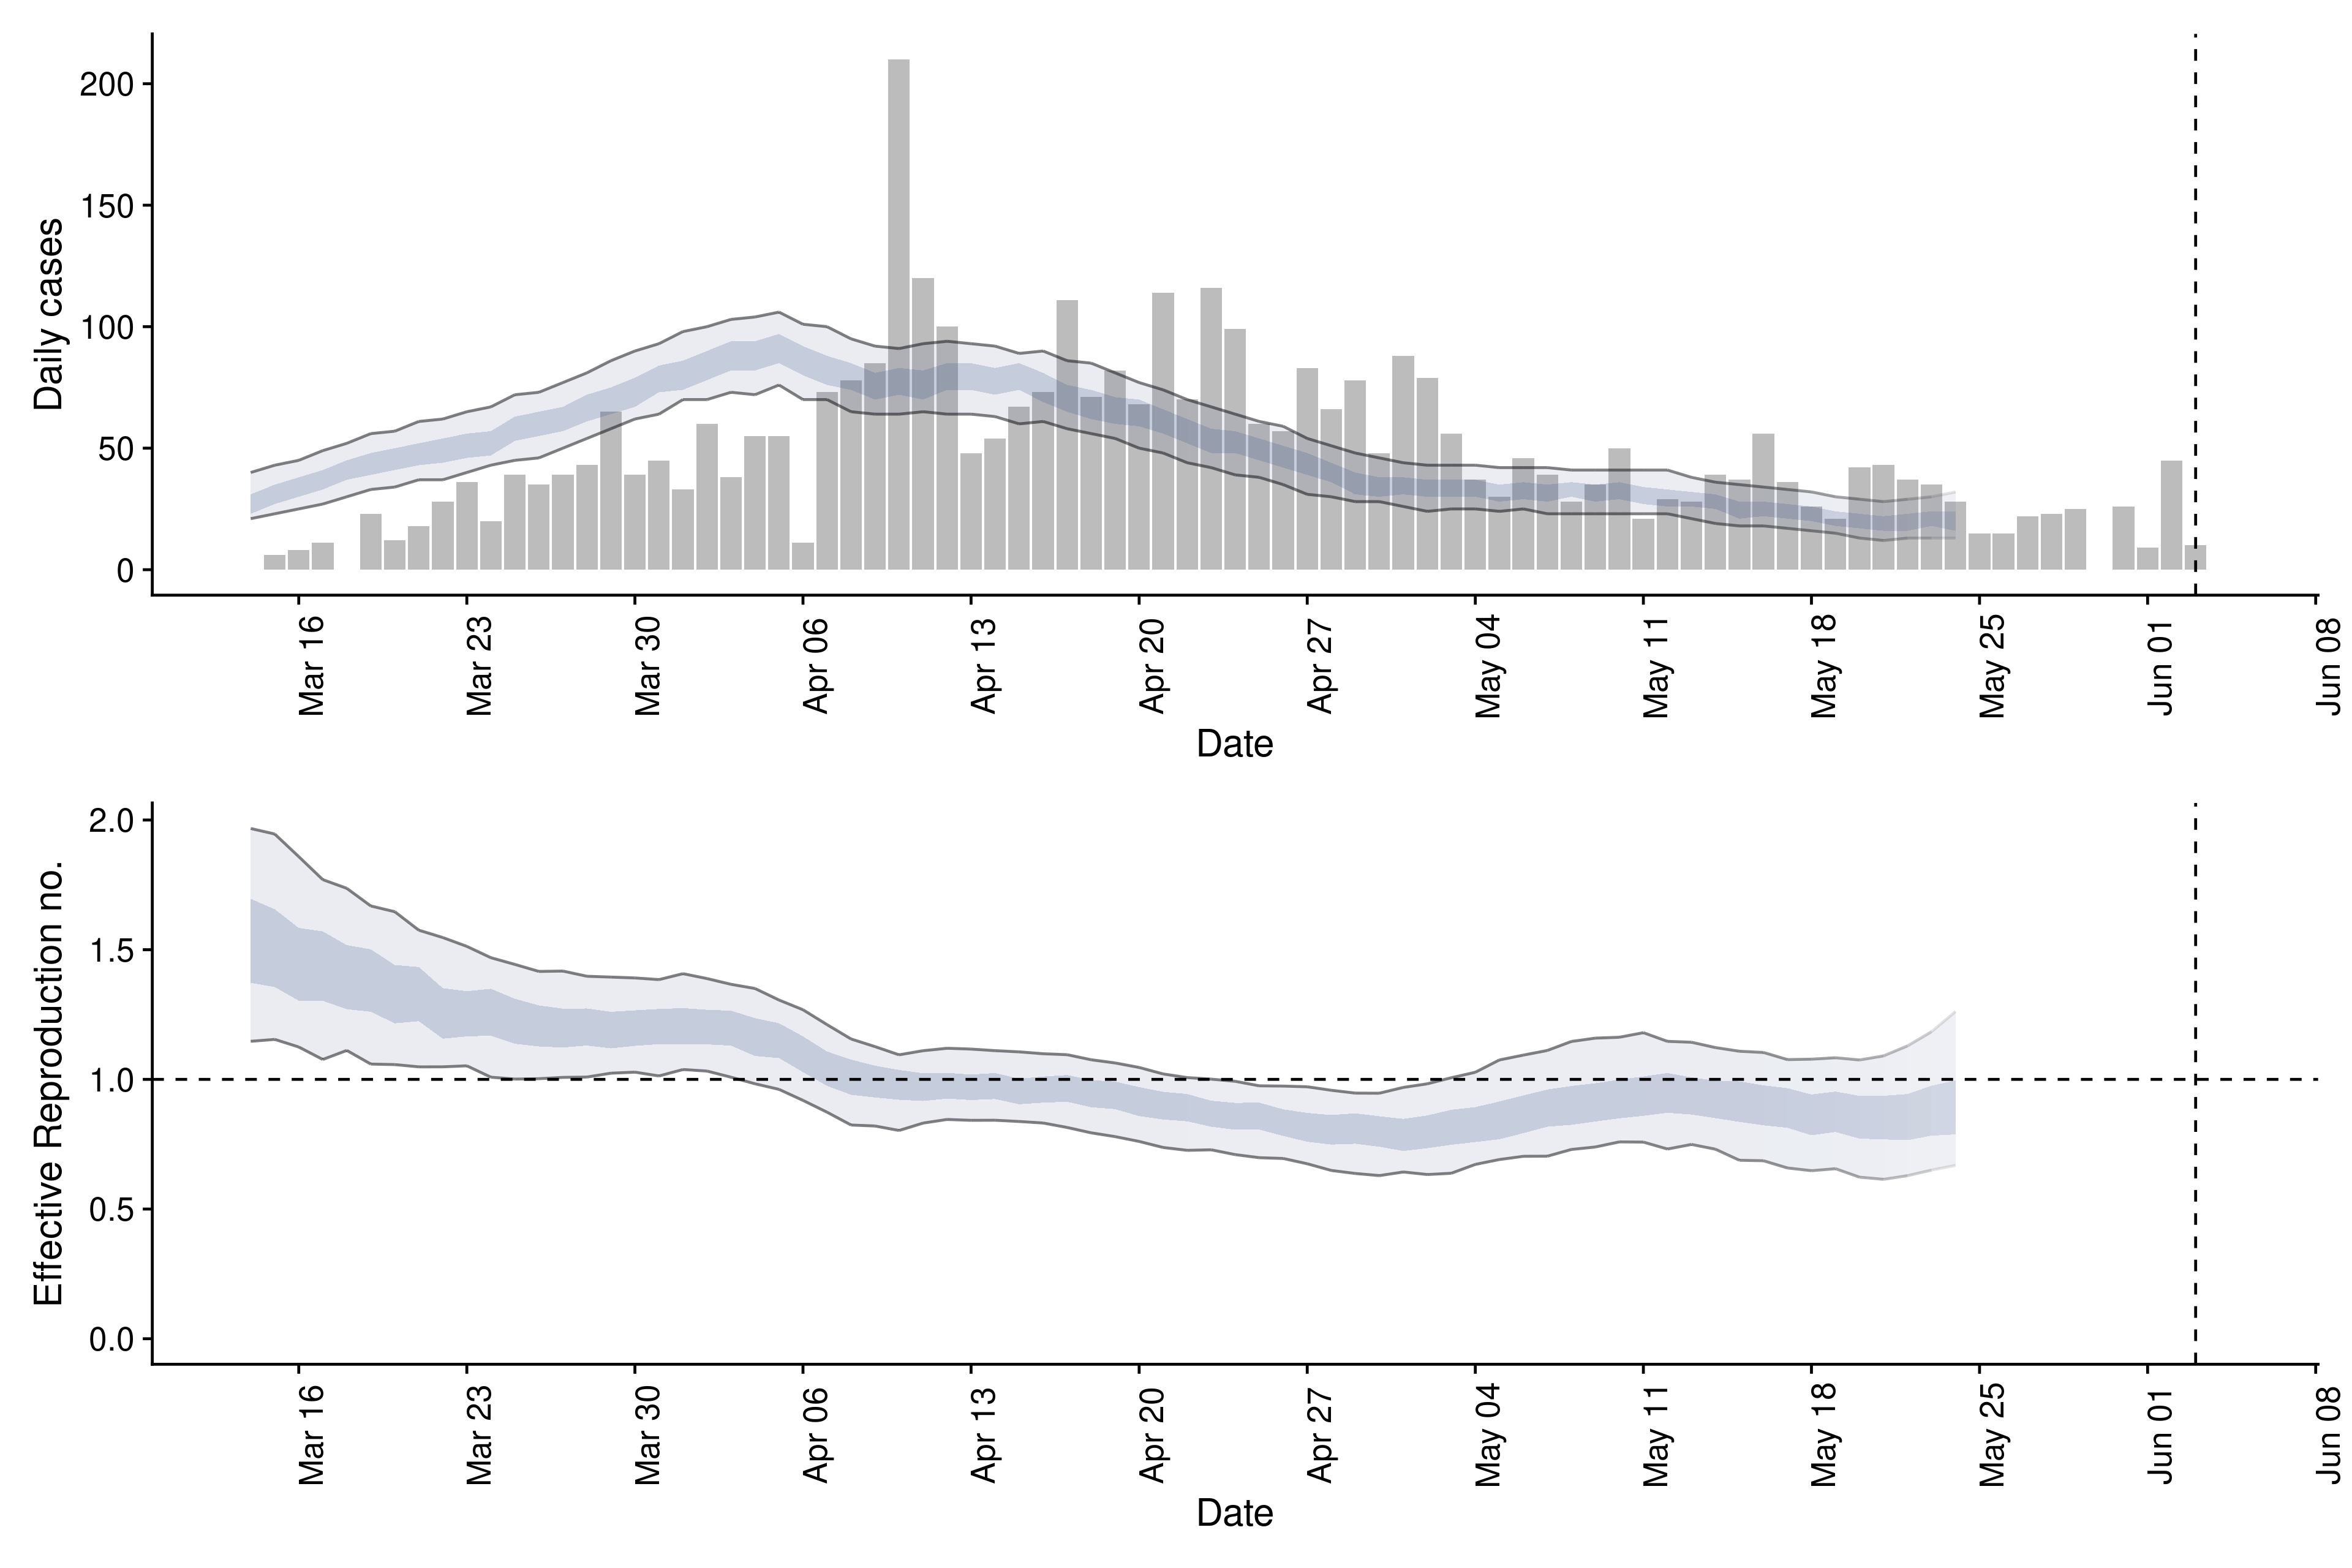 Daily cases
200
150
100
50
0
Mar 16
Mar 23
Mar 30
Apr 06
Apr 13
Apr 20
Apr 27
May 04
May 11
May 18
May 25
Jun 01
Jun 08
Date
Effective Reproduction no.
2.0
1.5
1.0
0.5
0.0
Mar 16
Mar 23
Mar 30
Apr 06
Apr 13
Apr 20
Apr 27
May 04
May 11
May 18
May 25
Jun 01
Jun 08
Date